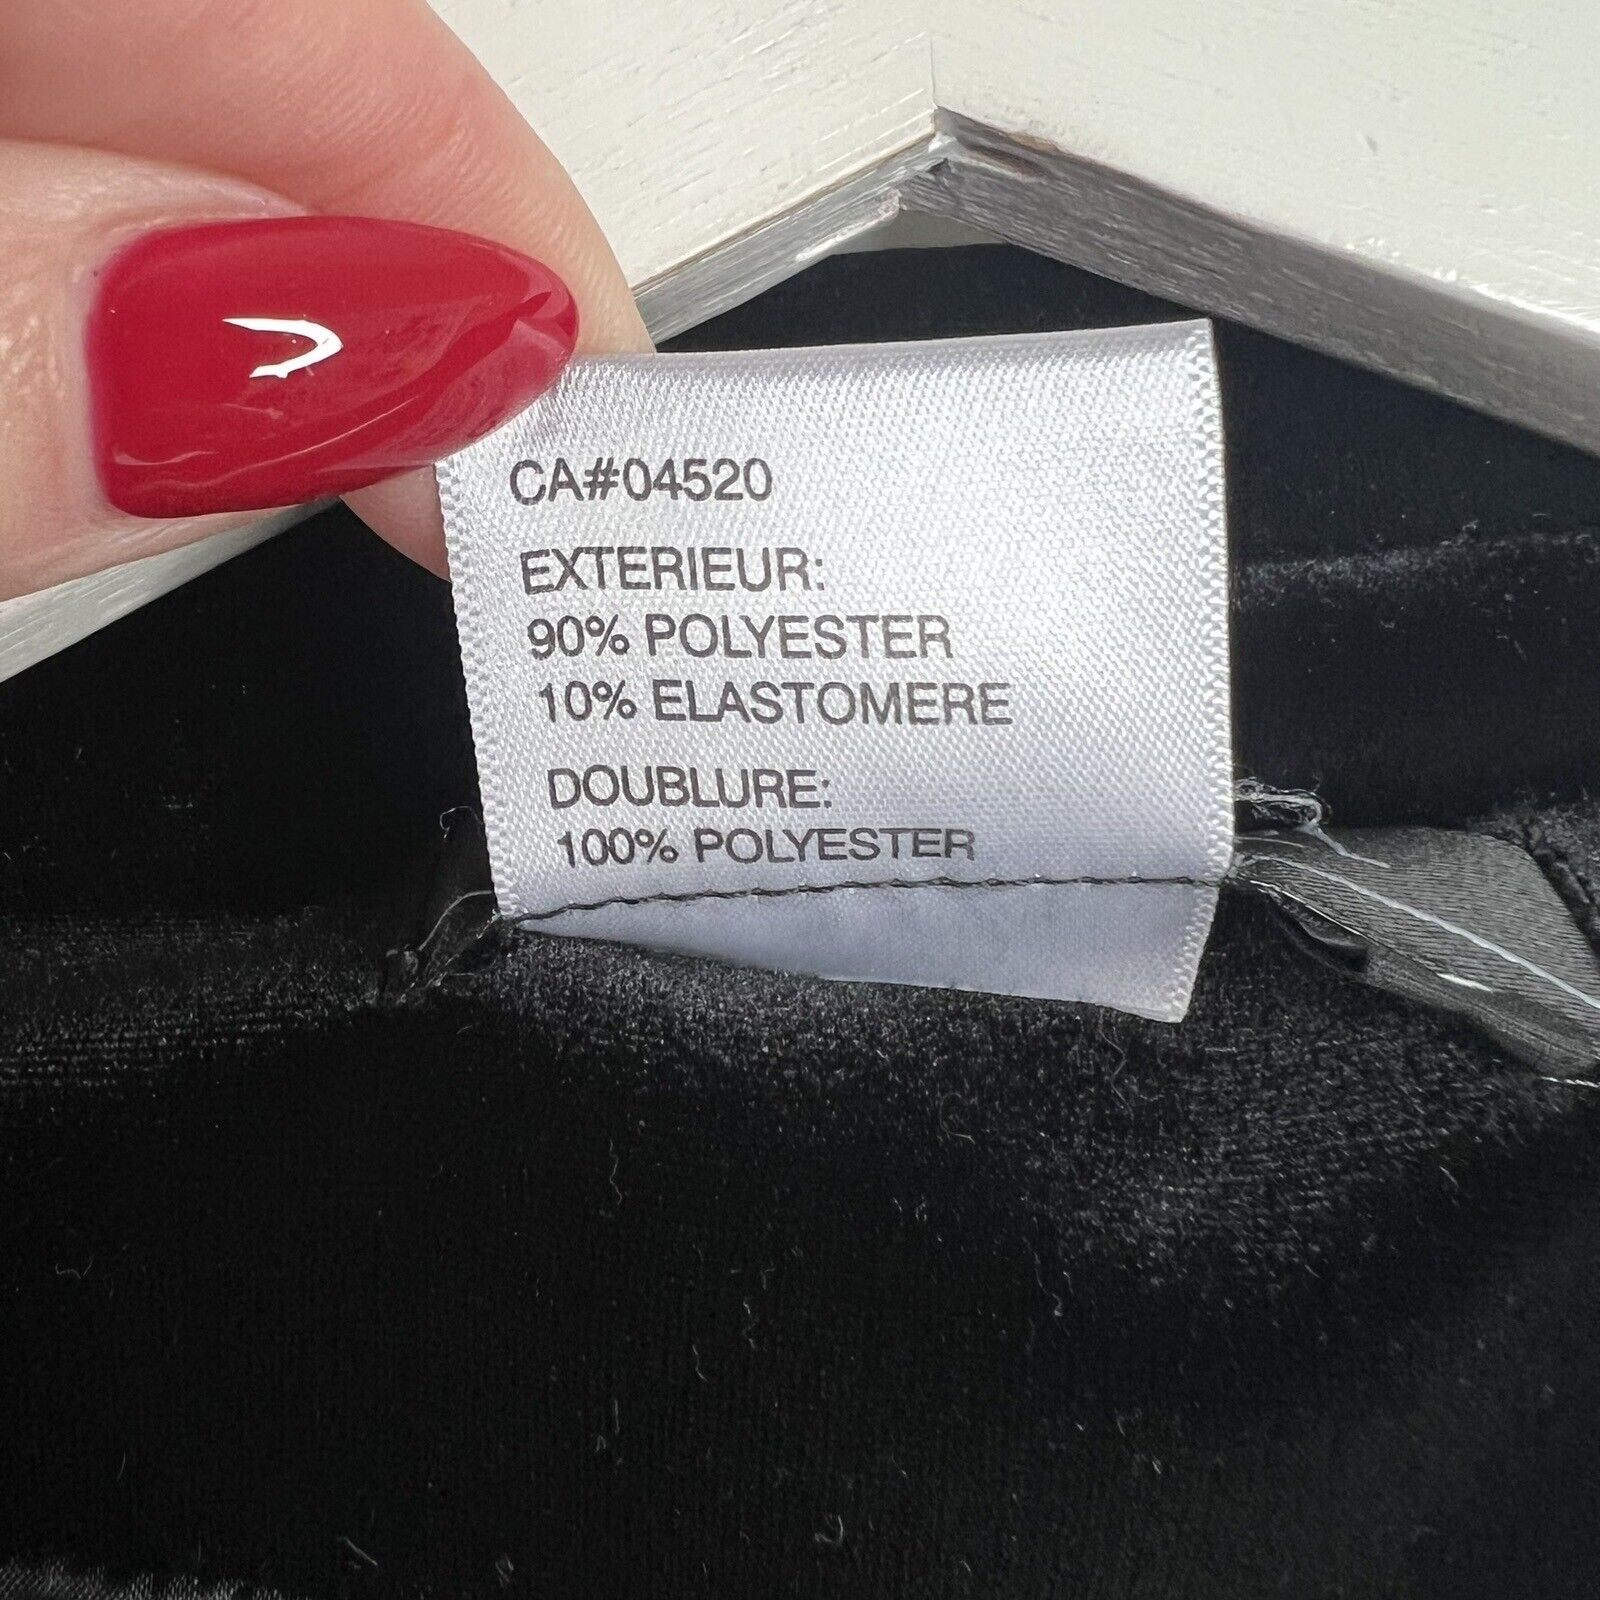 CA#04520
EXTERIEUR:
90% POLYESTER
10% ELASTOMERE
DOUBLURE:
100% POLYESTER